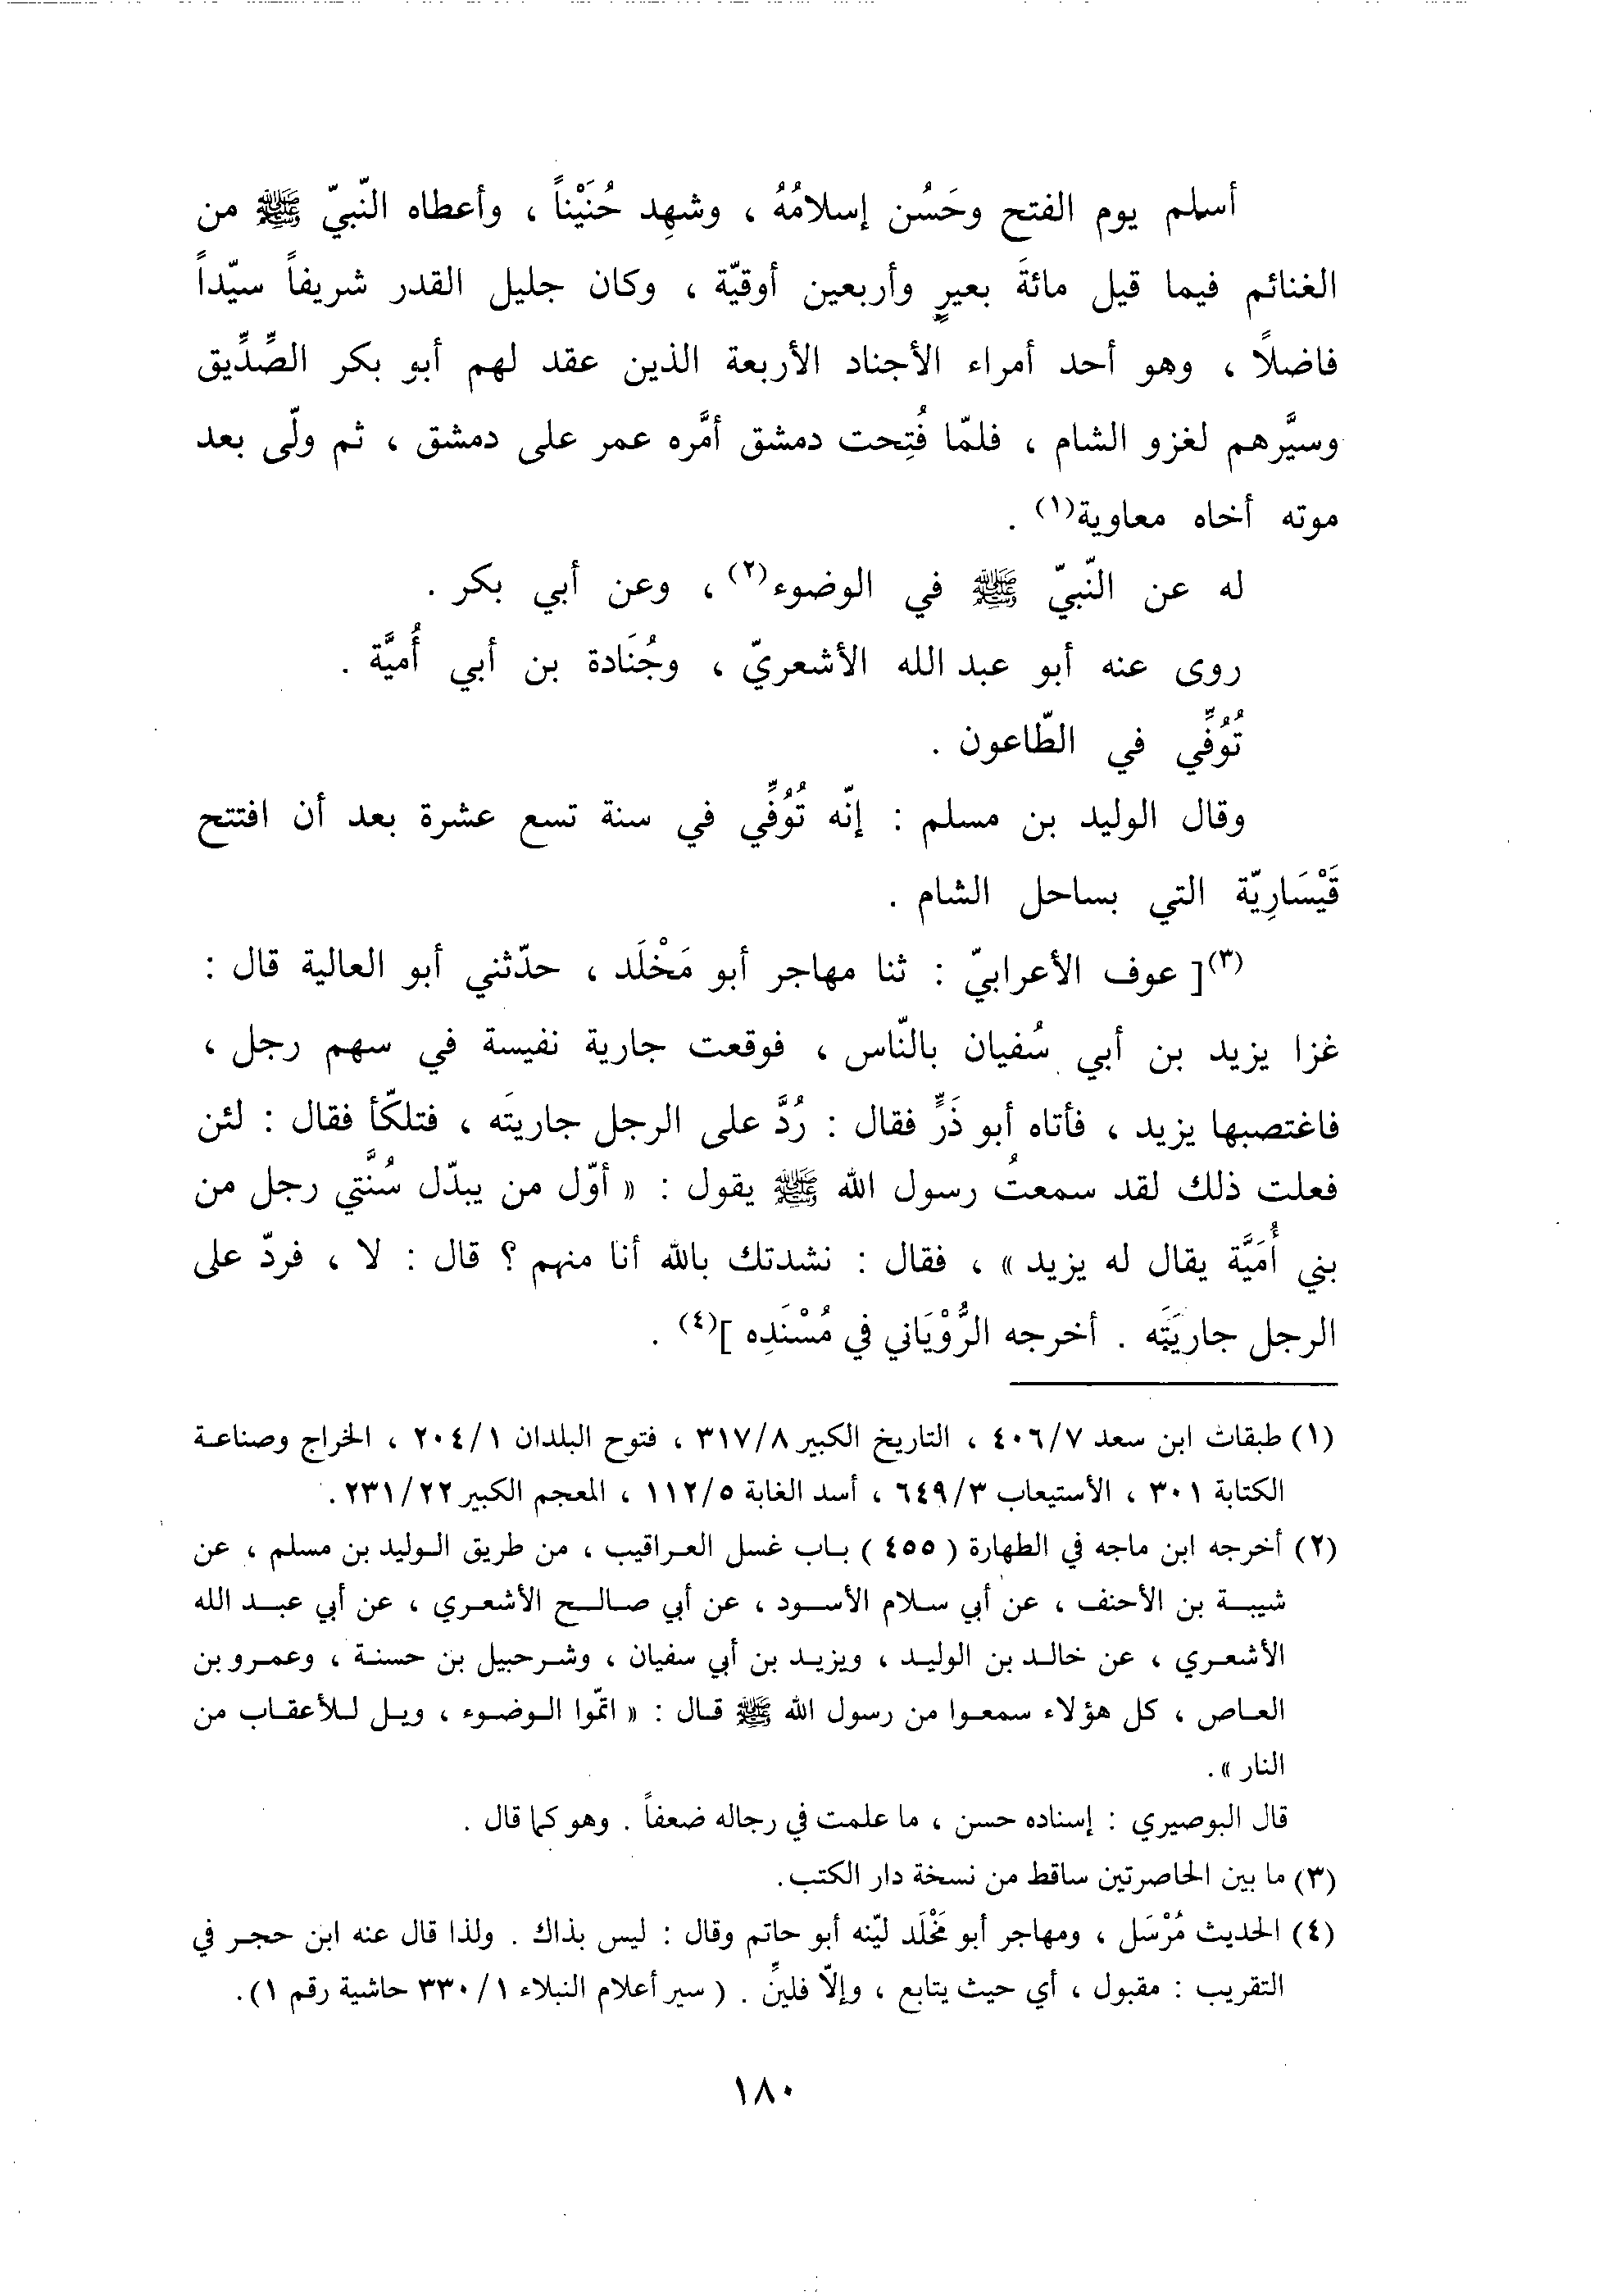 أسلم يوم الفتح وحَسُن إسلامُهُ ، وشهِد حُنَيْناً ، وأعطاه النّبيّ ﷺ من
الغنائم فيما قيل مائةَ بعيرٍ وأربعين أوقيّة ، وكان جليل القدر شريفاً سيّداً
فاضلاً ، وهو أحد أمراء الأجناد الأربعة الذين عقد لهم أبو بكر الصِّدِّيق
وسيَّرهم لغزو الشام ، فلمّا فُتِحت دمشق أمَّره عمر على دمشق ، ثم ولّى بعد
موته أخاه معاوية(١) .
له عن النّبيّ ﷺ في الوضوء(٢) ، وعن أبي بكر .
روى عنه أبو عبد الله الأشعريّ ، وجُنَادة بن أبي أُميَّة .
تُوُفِّي في الطّاعون .
وقال الوليد بن مسلم : إنّه تُوُفِّي في سنة تسع عشرة بعد أن افتتح
قَيْسَارِيّة التي بساحل الشام .
(٣)[ عوف الأعرابيّ : ثنا مهاجر أبو مَخْلَد ، حدّثني أبو العالية قال :
غزا يزيد بن أبي سُفيان بالنّاس ، فوقعت جارية نفيسة في سهم رجل ،
فاغتصبها يزيد ، فأتاه أبو ذَرٍّ فقال : رُدَّ على الرجل جاريتَه ، فتلكّأ فقال : لئن
فعلت ذلك لقد سمعتُ رسول الله ﷺ يقول : « أوّل من يبدّل سُنَّتي رجل من
بني أُمَيَّة يقال له يزيد » ، فقال : نشدتك بالله أنا منهم ؟ قال : لا ، فردّ على
الرجل جاريَتَه . أخرجه الرُّوْيَاني في مُسْنَدِه ](٤) .
(١) طبقات ابن سعد ٤٠٦/٧ ، التاريخ الكبير ٣١٧/٨ ، فتوح البلدان ٢٠٤/١ ، الخراج وصناعة
الكتابة ٣٠١ ، الأستيعاب ٦٤٩/٣ ، أسد الغابة ١١٢/٥ ، المعجم الكبير ٢٣١/٢٢ .
(٢) أخرجه ابن ماجه في الطهارة ( ٤٥٥ ) باب غسل العراقيب ، من طريق الوليد بن مسلم ، عن
شيبة بن الأحنف ، عن أبي سلام الأسود ، عن أبي صالح الأشعري ، عن أبي عبد الله
الأشعري ، عن خالد بن الوليد ، ويزيد بن أبي سفيان ، وشرحبيل بن حسنة ، وعمرو بن
العاص ، كل هؤلاء سمعوا من رسول الله ﷺ قال : « اتمّوا الوضوء ، ويل للأعقاب من
النار » .
قال البوصيري : إسناده حسن ، ما علمت في رجاله ضعفاً . وهو كما قال .
(٣) ما بين الحاصرتين ساقط من نسخة دار الكتب .
(٤) الحديث مُرْسَل ، ومهاجر أبو مَخْلَد ليّنه أبو حاتم وقال : ليس بذاك . ولذا قال عنه ابن حجر في
التقريب : مقبول ، أي حيث يتابع ، وإلاّ فلينّ . ( سير أعلام النبلاء ٣٣٠/١ حاشية رقم ١ ) .
١٨٠